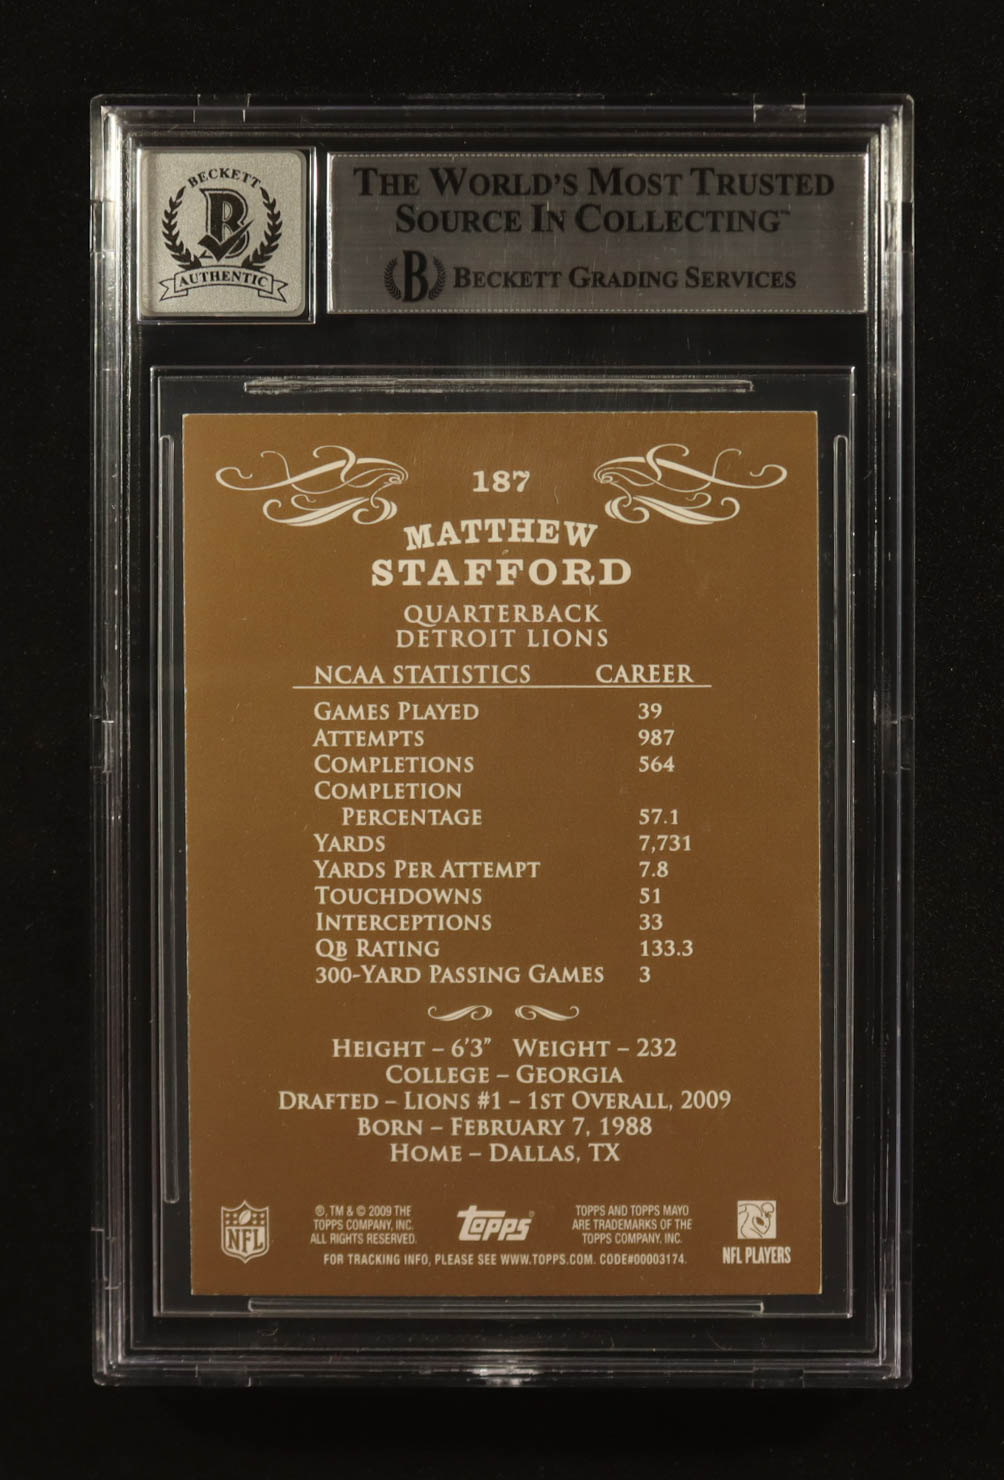 BECKETT
B
AUTHENTIC
THE WORLD'S MOST TRUSTED
SOURCE IN COLLECTING™
B BECKETT GRADING SERVICES
187
MATTHEW
STAFFORD
QUARTERBACK
DETROIT LIONS
NCAA STATISTICS CAREER
GAMES PLAYED 39
ATTEMPTS 987
COMPLETIONS 564
COMPLETION
PERCENTAGE 57.1
YARDS 7,731
YARDS PER ATTEMPT 7.8
TOUCHDOWNS 51
INTERCEPTIONS 33
QB RATING 133.3
300-YARD PASSING GAMES 3
HEIGHT – 6'3" WEIGHT – 232
COLLEGE – GEORGIA
DRAFTED – LIONS #1 – 1ST OVERALL, 2009
BORN – FEBRUARY 7, 1988
HOME – DALLAS, TX
NFL
®, TM & © 2009 THE
TOPPS COMPANY, INC.
ALL RIGHTS RESERVED.
Topps®
TOPPS AND TOPPS MAYO
ARE TRADEMARKS OF THE
TOPPS COMPANY, INC.
NFL PLAYERS
FOR TRACKING INFO, PLEASE SEE WWW.TOPPS.COM. CODE#00003174.